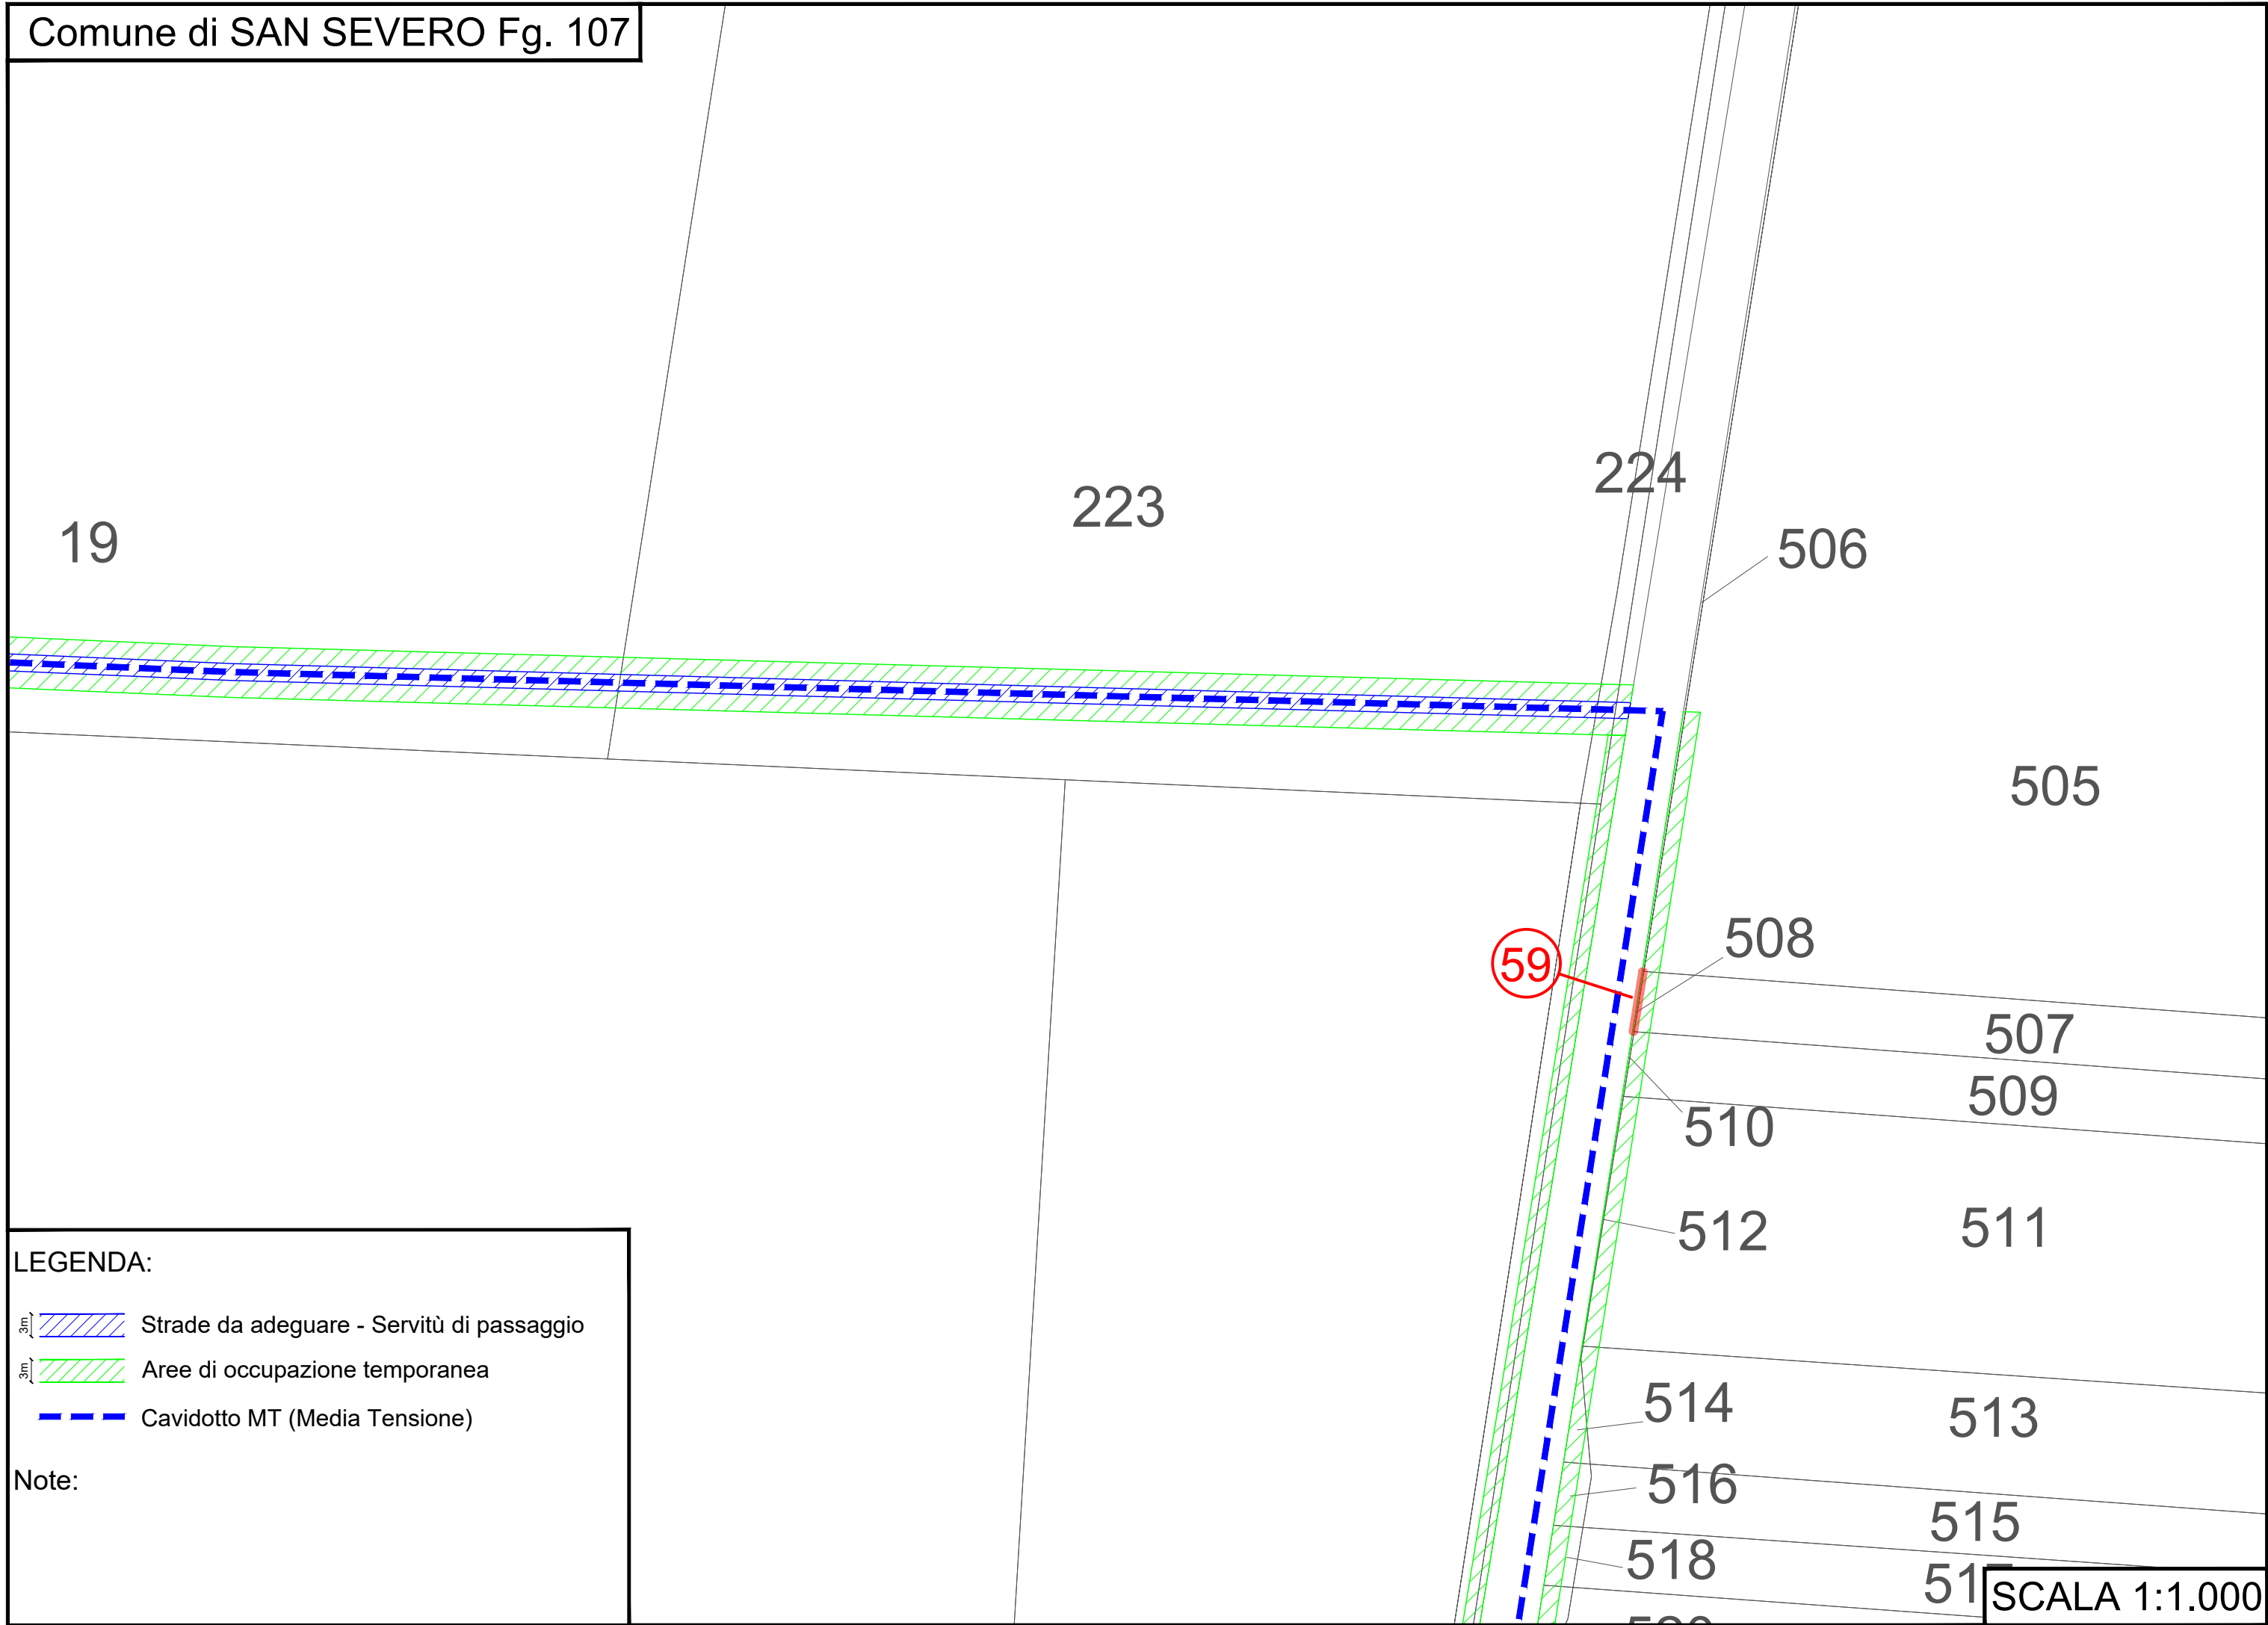 Comune di SAN SEVERO Fg. 107
224
223
19
506
505
508
59
507
509
510
512
511
514
513
516
515
518
LEGENDA:
3m Strade da adeguare - Servitù di passaggio
3m Aree di occupazione temporanea
Cavidotto MT (Media Tensione)
Note:
SCALA 1:1.000